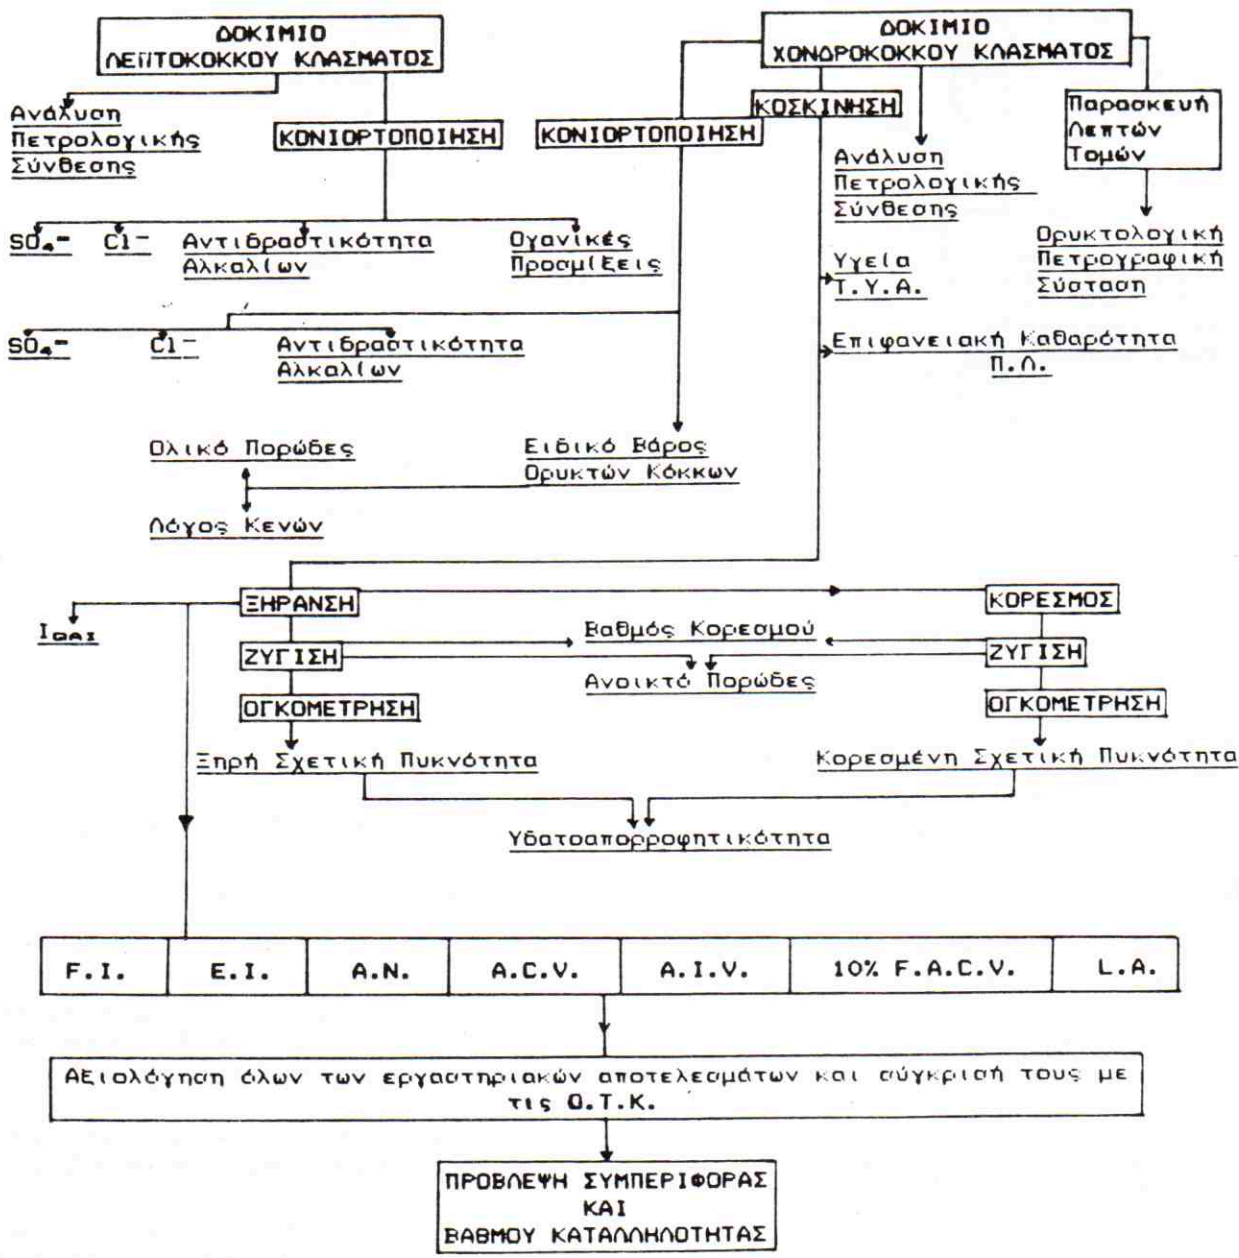 ΔΟΚΙΜΙΟ
ΛΕΠΤΟΚΟΚΚΟΥ ΚΛΑΣΜΑΤΟΣ
ΔΟΚΙΜΙΟ
ΧΟΝΔΡΟΚΟΚΚΟΥ ΚΛΑΣΜΑΤΟΣ
Ανάλυση
Πετρολογικής
Σύνθεσης
ΚΟΝΙΟΡΤΟΠΟΙΗΣΗ
ΚΟΝΙΟΡΤΟΠΟΙΗΣΗ
ΚΟΣΚΙΝΗΣΗ
Ανάλυση
Πετρολογικής
Σύνθεσης
Παρασκευή
Λεπτών
Τομών
SO₄⁻
Cl⁻
Αντιδραστικότητα
Αλκαλίων
Ογανικές
Προσμίξεις
Ορυκτολογική
Πετρογραφική
Σύσταση
Υγεία
Τ.Υ.Α.
SO₄⁻
Cl⁻
Αντιδραστικότητα
Αλκαλίων
Επιφανειακή Καθαρότητα
Π.Λ.
Ολικό Πορώδες
Ειδικό Βάρος
Ορυκτών Κόκκων
Λόγος Κενών
ΞΗΡΑΝΣΗ
ΚΟΡΕΣΜΟΣ
Βαθμός Κορεσμού
ΖΥΓΙΣΗ
ΖΥΓΙΣΗ
Ανοικτό Πορώδες
ΟΓΚΟΜΕΤΡΗΣΗ
ΟΓΚΟΜΕΤΡΗΣΗ
Ξηρή Σχετική Πυκνότητα
Κορεσμένη Σχετική Πυκνότητα
Υδατοαπορροφητικότητα
F.I. E.I. A.N. A.C.V. A.I.V. 10% F.A.C.V. L.A.
Αξιολόγηση όλων των εργαστηριακών αποτελεσμάτων και σύγκρισή τους με
τις Ο.Τ.Κ.
ΠΡΟΒΛΕΨΗ ΣΥΜΠΕΡΙΦΟΡΑΣ
ΚΑΙ
ΒΑΘΜΟΥ ΚΑΤΑΛΛΗΛΟΤΗΤΑΣ